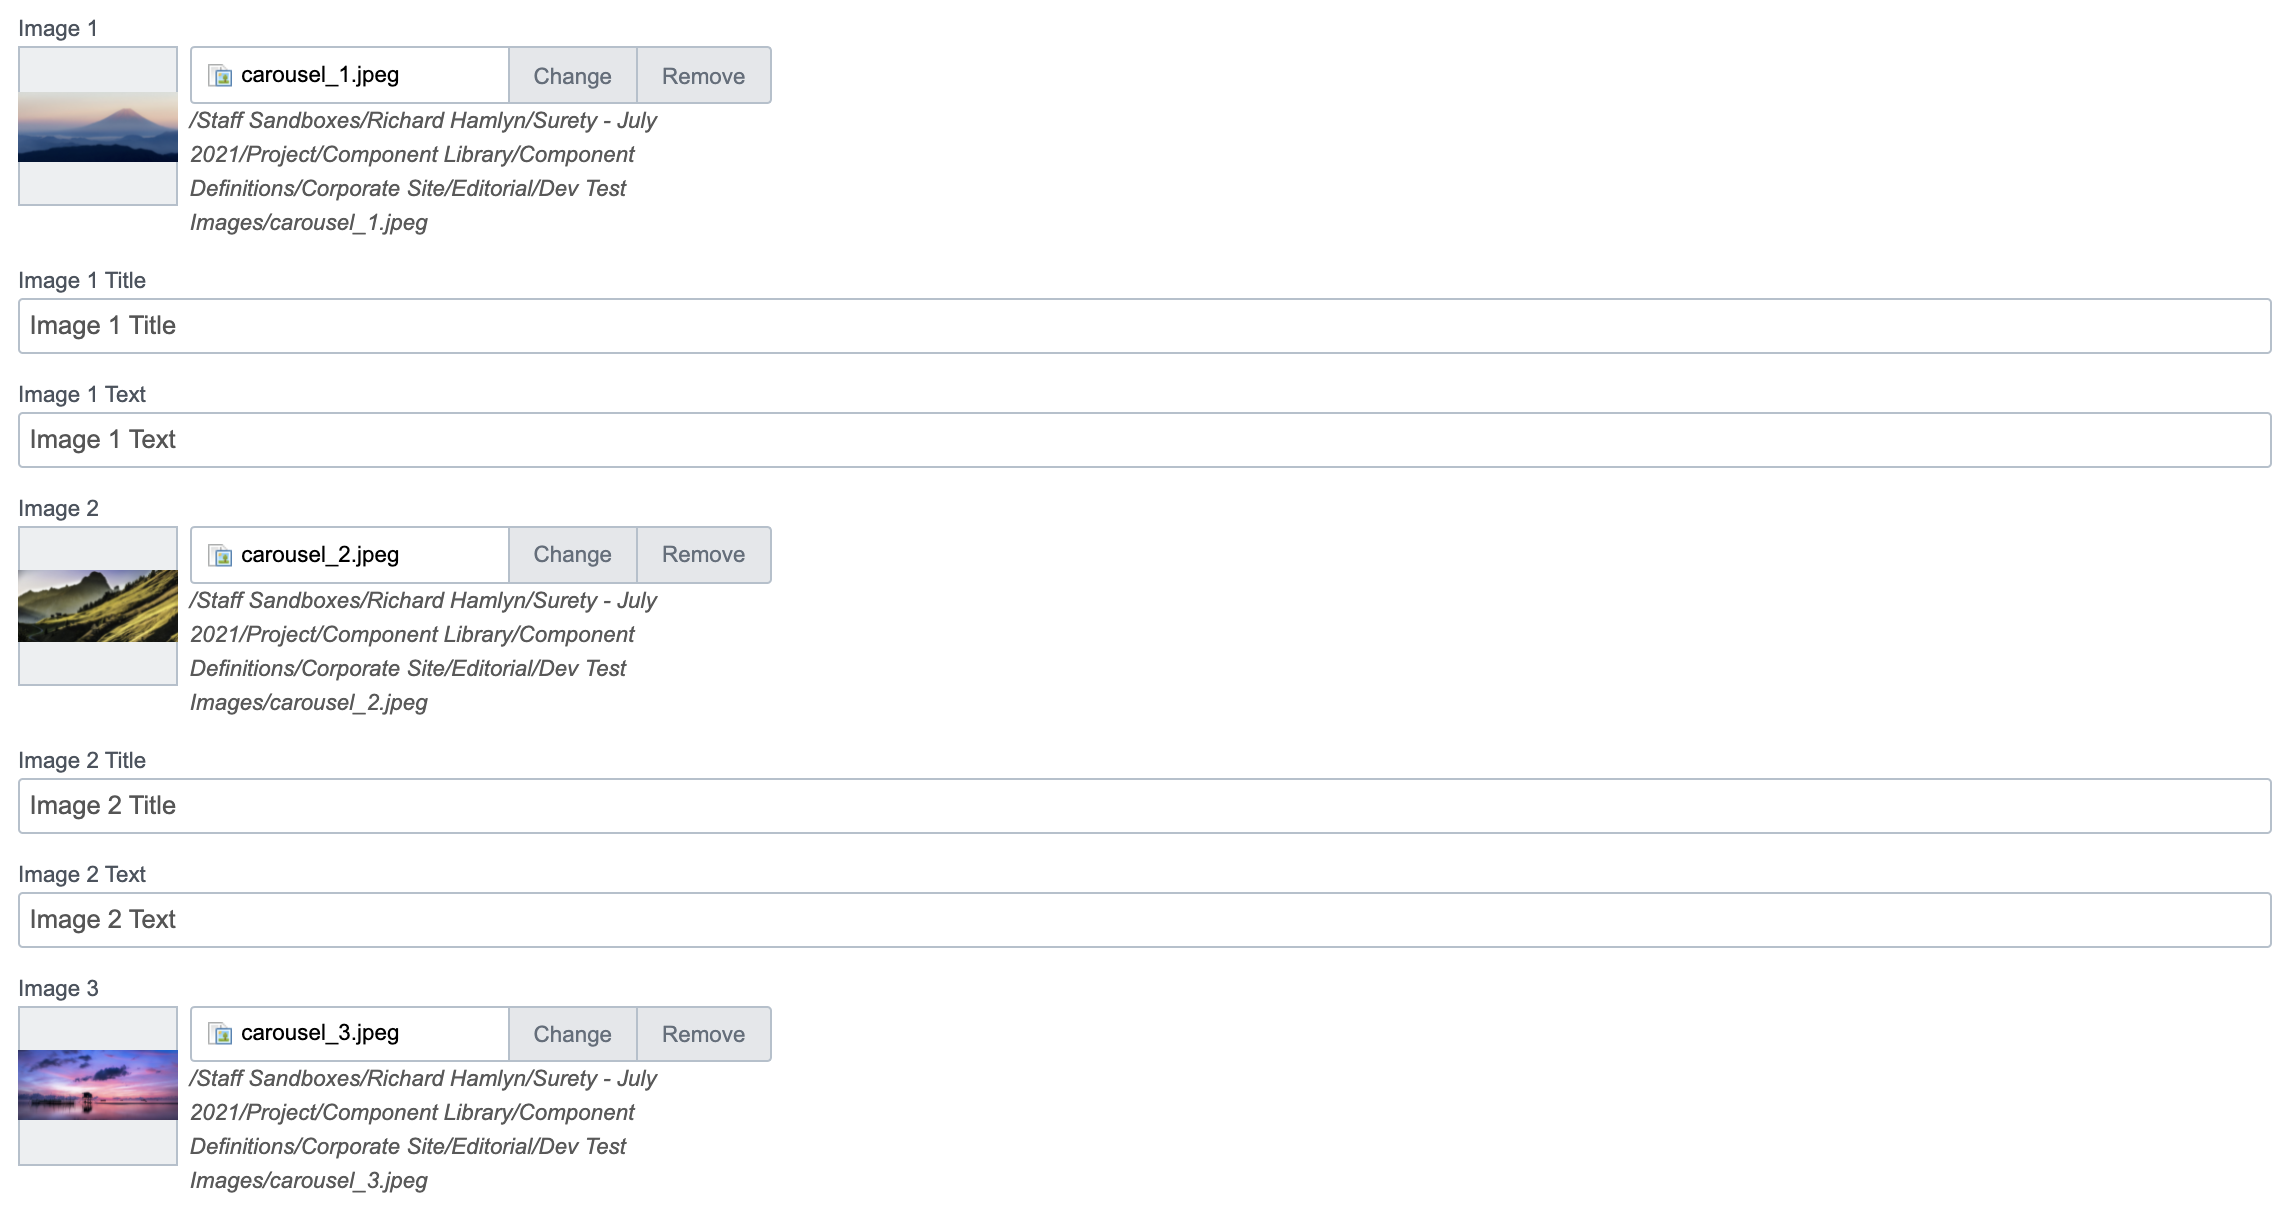 Image 1
carousel_1.jpeg Change Remove
/Staff Sandboxes/Richard Hamlyn/Surety - July
2021/Project/Component Library/Component
Definitions/Corporate Site/Editorial/Dev Test
Images/carousel_1.jpeg
Image 1 Title
Image 1 Title
Image 1 Text
Image 1 Text
Image 2
carousel_2.jpeg Change Remove
/Staff Sandboxes/Richard Hamlyn/Surety - July
2021/Project/Component Library/Component
Definitions/Corporate Site/Editorial/Dev Test
Images/carousel_2.jpeg
Image 2 Title
Image 2 Title
Image 2 Text
Image 2 Text
Image 3
carousel_3.jpeg Change Remove
/Staff Sandboxes/Richard Hamlyn/Surety - July
2021/Project/Component Library/Component
Definitions/Corporate Site/Editorial/Dev Test
Images/carousel_3.jpeg